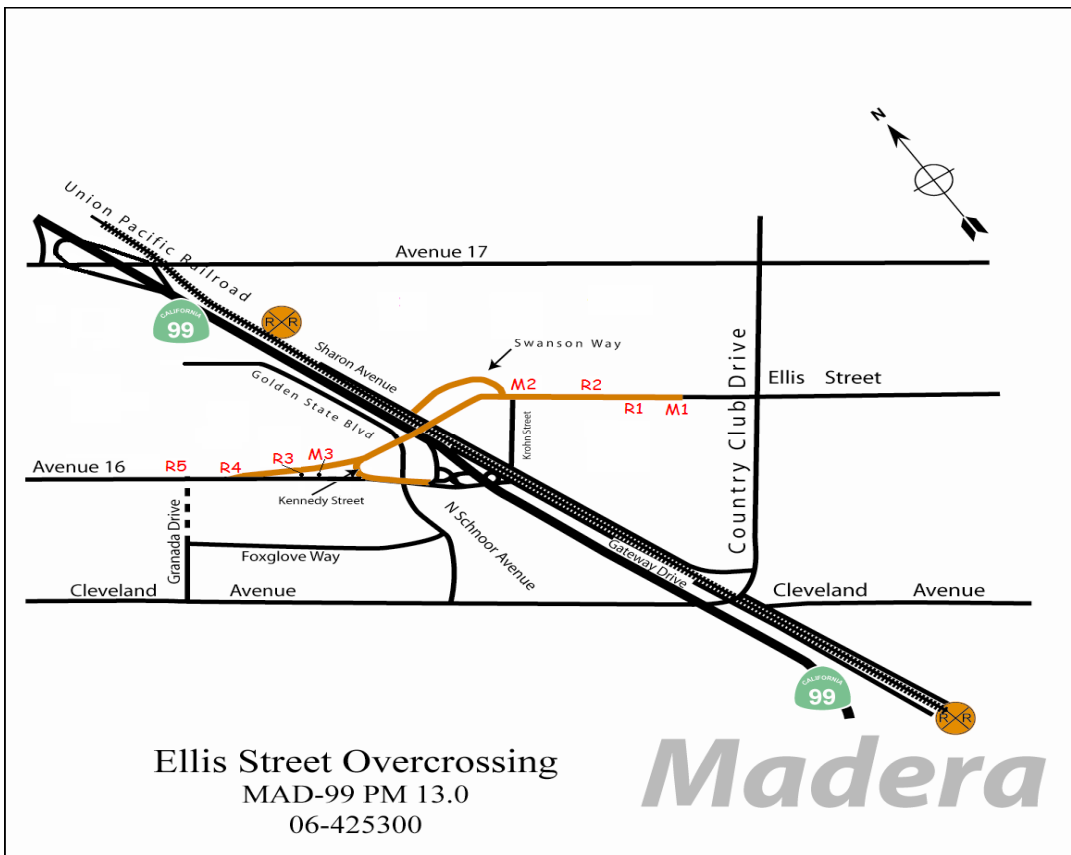 N
Union Pacific Railroad
Avenue 17
CALIFORNIA
99
R R
Sharon Avenue
Swanson Way
Country Club Drive
Golden State Blvd
M2
R2
Ellis Street
R1
M1
Krohn Street
Avenue 16
R5
R4
R3
M3
Kennedy Street
Granada Drive
N Schnoor Avenue
Foxglove Way
Gateway Drive
Cleveland Avenue
Cleveland Avenue
CALIFORNIA
99
R R
Ellis Street Overcrossing
MAD-99 PM 13.0
06-425300
Madera